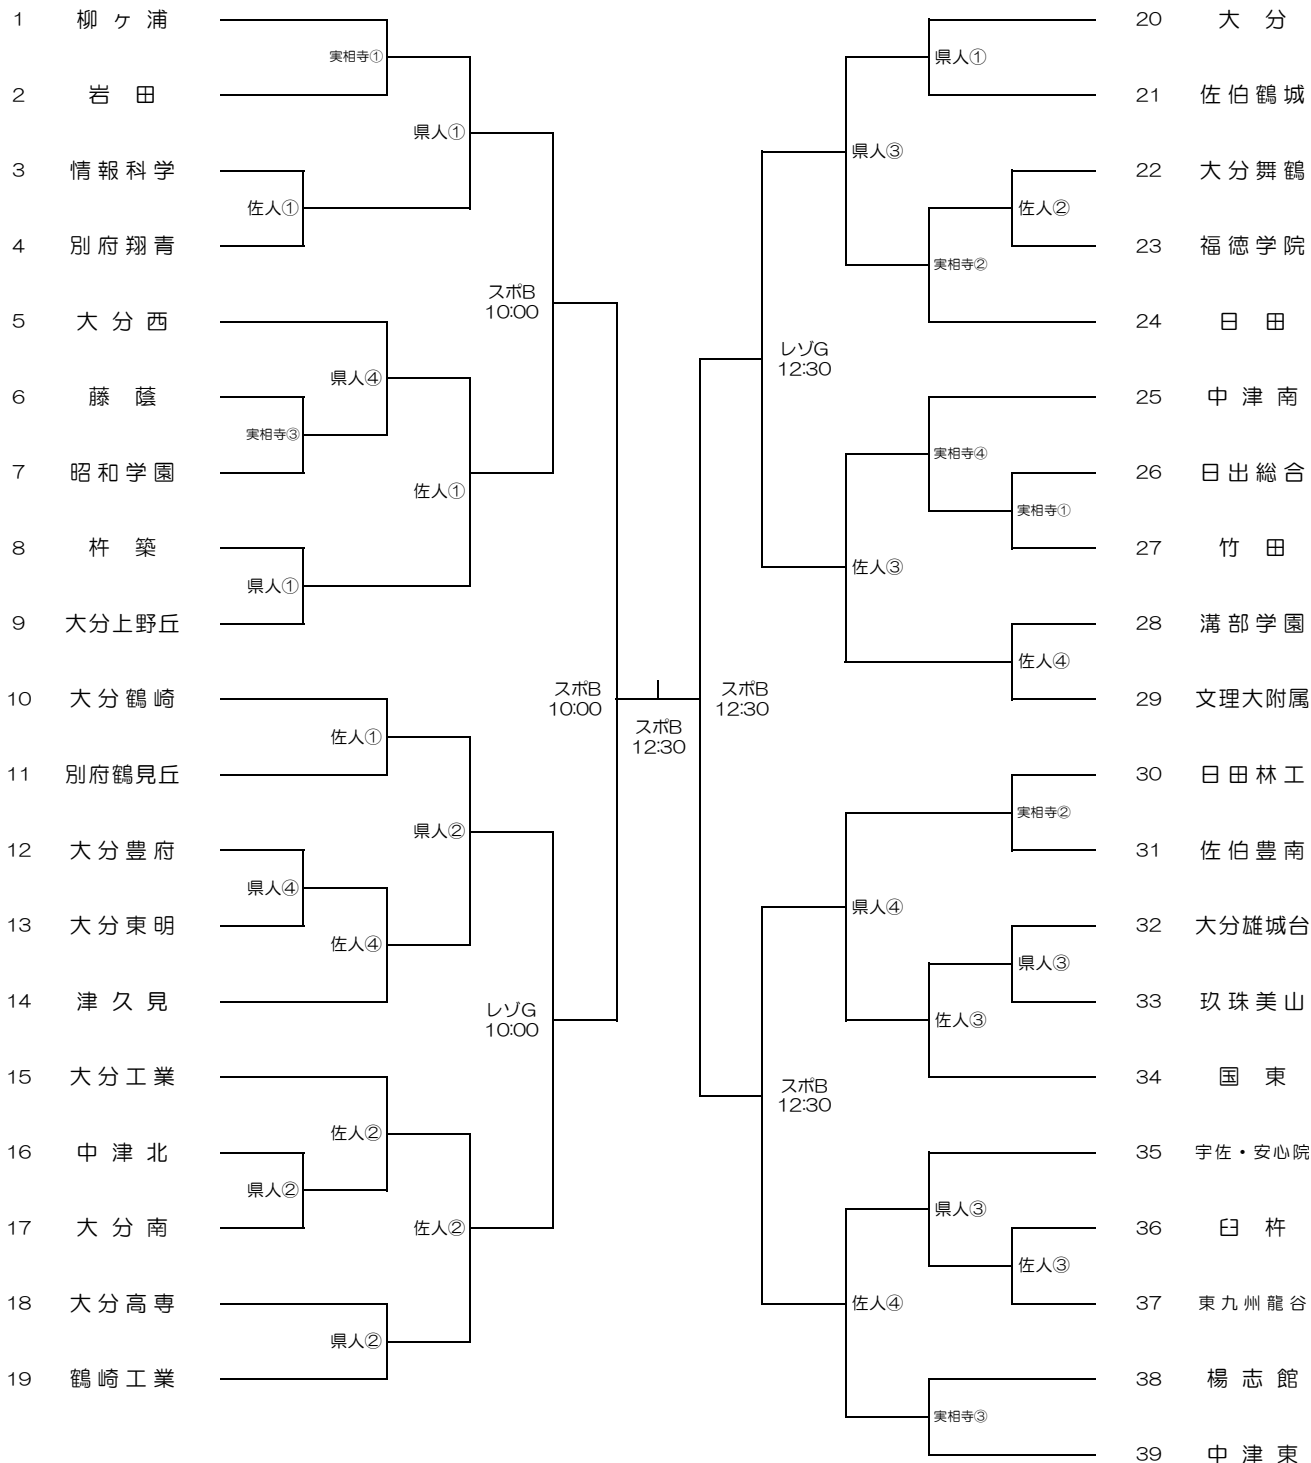 1 柳ヶ浦
実相寺①
2 岩田
県人①
3 情報科学
佐人①
4 別府翔青
スポB
10:00
5 大分西
県人④
6 藤蔭
実相寺③
7 昭和学園
佐人①
8 杵築
県人①
9 大分上野丘
スポB
10:00
10 大分鶴崎
佐人①
11 別府鶴見丘
県人②
12 大分豊府
県人④
13 大分東明
佐人④
14 津久見
レゾG
10:00
15 大分工業
佐人②
16 中津北
県人②
17 大分南
佐人②
18 大分高専
県人②
19 鶴崎工業
スポB
12:30
20 大分
県人①
21 佐伯鶴城
県人③
22 大分舞鶴
佐人②
23 福徳学院
実相寺②
24 日田
レゾG
12:30
25 中津南
実相寺④
26 日出総合
実相寺①
27 竹田
佐人③
28 溝部学園
佐人④
29 文理大附属
スポB
12:30
30 日田林工
実相寺②
31 佐伯豊南
県人④
32 大分雄城台
県人③
33 玖珠美山
佐人③
34 国東
スポB
12:30
35 宇佐・安心院
県人③
36 臼杵
佐人③
37 東九州龍谷
佐人④
38 楊志館
実相寺③
39 中津東